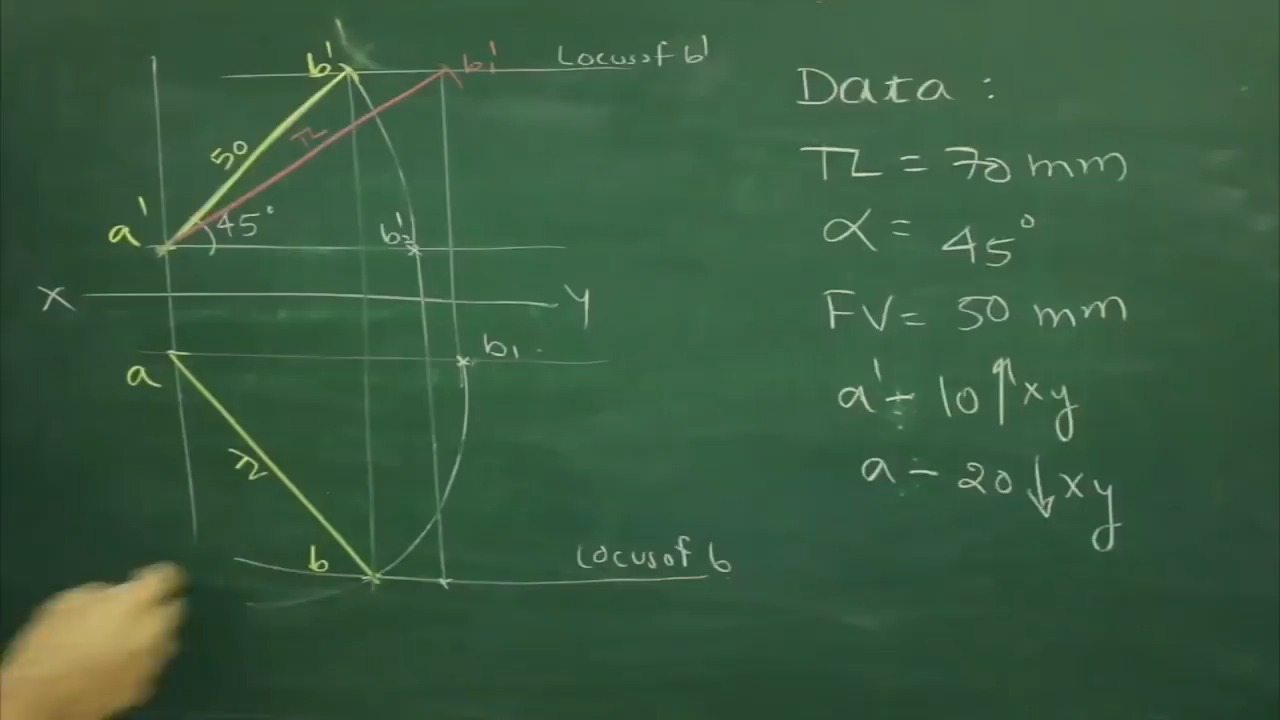 Locus of b'
b'
b₁'
50
TL
a'
45°
b₂'
X
Y
b₁
a
TL
b
Locus of b
Data :
TL = 70 mm
α = 45°
FV = 50 mm
a' - 10 ↑ xy
a - 20 ↓ xy